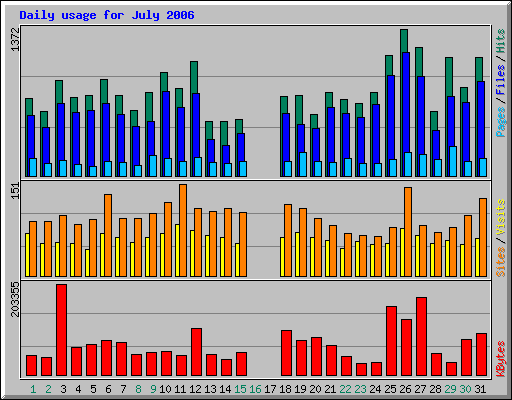 Daily usage for July 2006
1372
151
203355
Pages / Files / Hits
Sites / Visits
KBytes
1 2 3 4 5 6 7 8 9 10 11 12 13 14 15 16 17 18 19 20 21 22 23 24 25 26 27 28 29 30 31